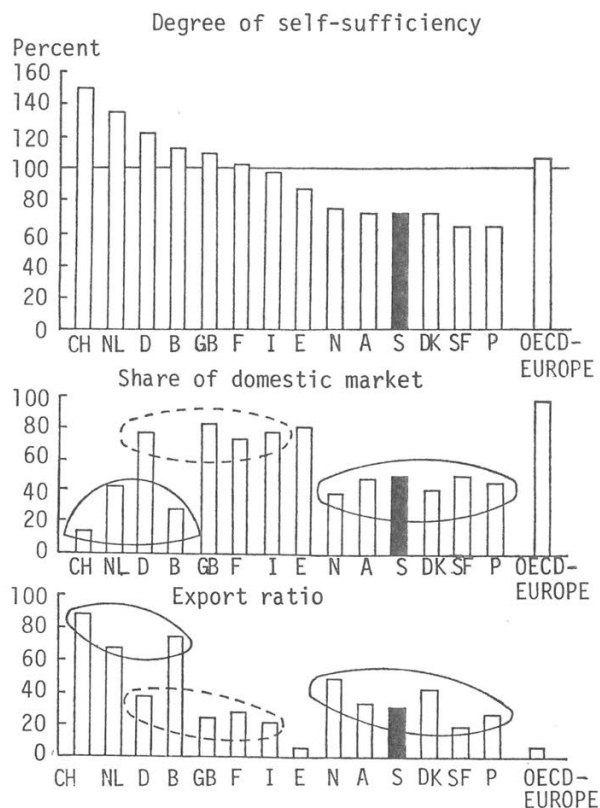 Degree of self-sufficiency
Percent
160
140
120
100
80
60
40
20
0
CH NL D B GB F I E N A S DK SF P OECD-
EUROPE
Share of domestic market
100
80
60
40
20
0
CH NL D B GB F I E N A S DK SF P OECD-
EUROPE
Export ratio
100
80
60
40
20
0
CH NL D B GB F I E N A S DK SF P OECD-
EUROPE